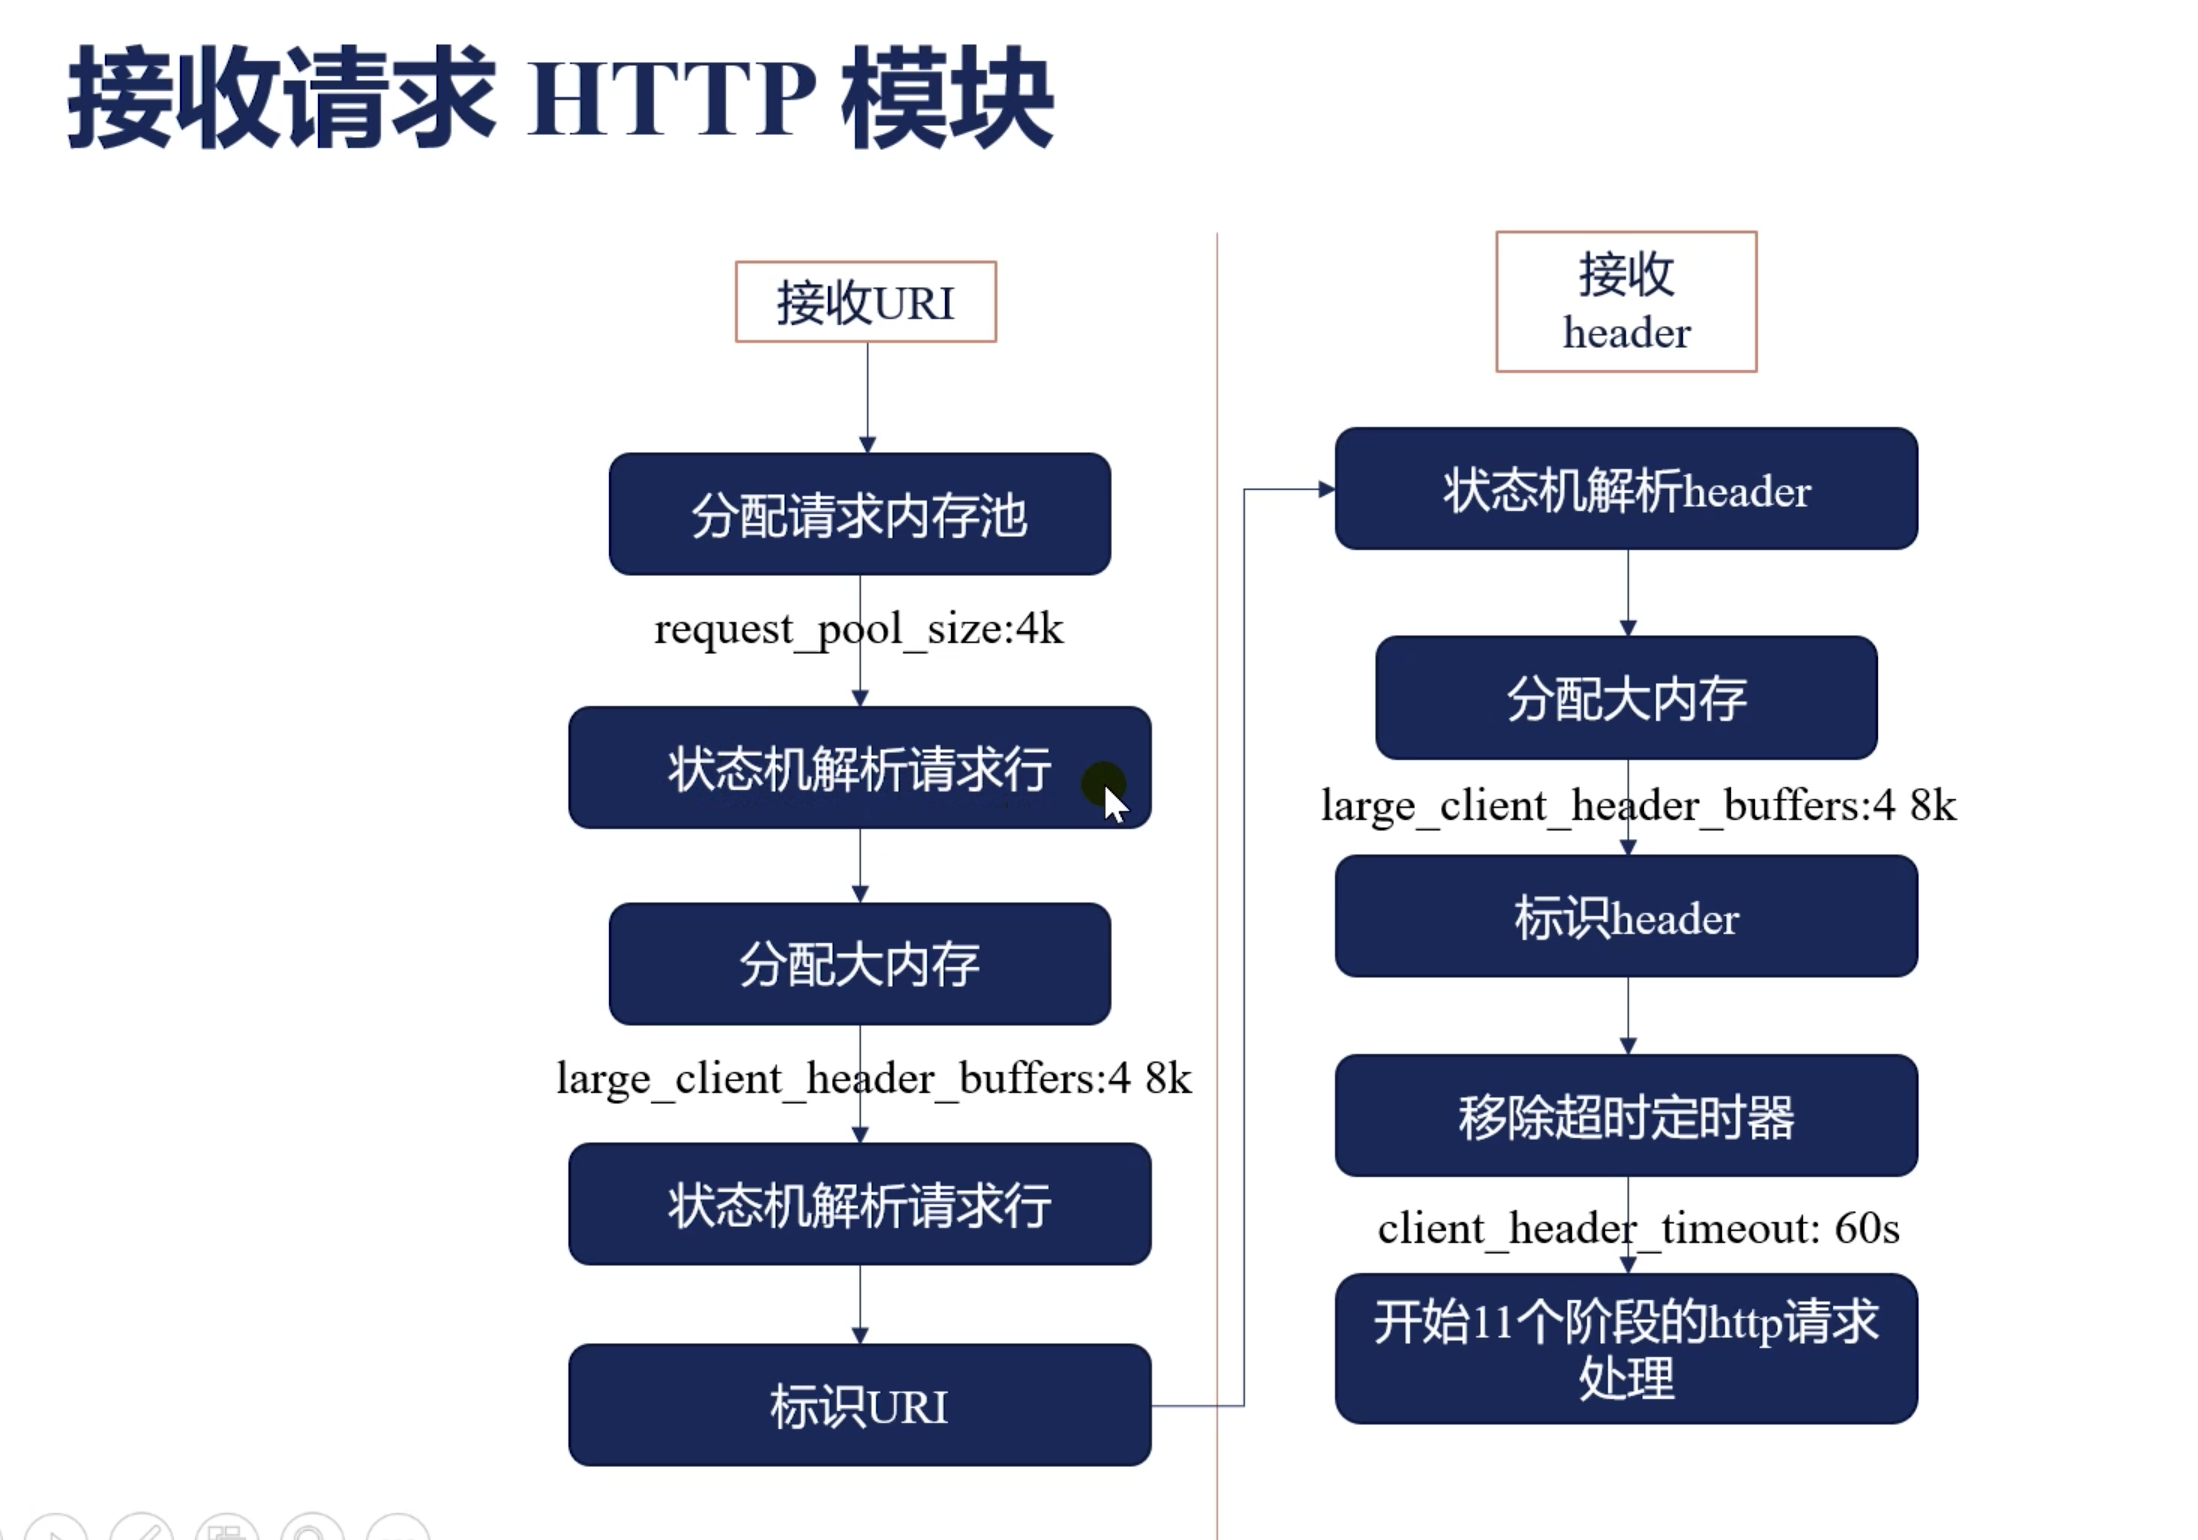 接收请求 HTTP 模块
接收URI
分配请求内存池
request_pool_size:4k
状态机解析请求行
分配大内存
large_client_header_buffers:4 8k
状态机解析请求行
标识URI
接收
header
状态机解析header
分配大内存
large_client_header_buffers:4 8k
标识header
移除超时定时器
client_header_timeout: 60s
开始11个阶段的http请求
处理